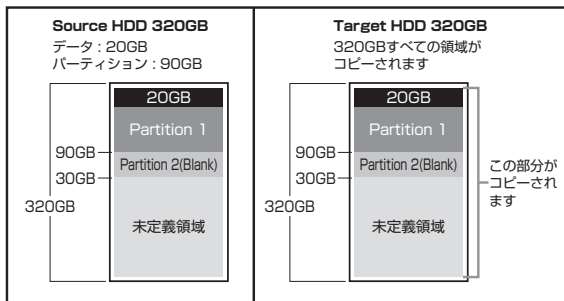 Source HDD 320GB
データ : 20GB
パーティション : 90GB
20GB
Partition 1
90GB
Partition 2(Blank)
30GB
320GB
未定義領域
Target HDD 320GB
320GBすべての領域が
コピーされます
20GB
Partition 1
90GB
Partition 2(Blank)
30GB
320GB
未定義領域
この部分が
コピーされ
ます